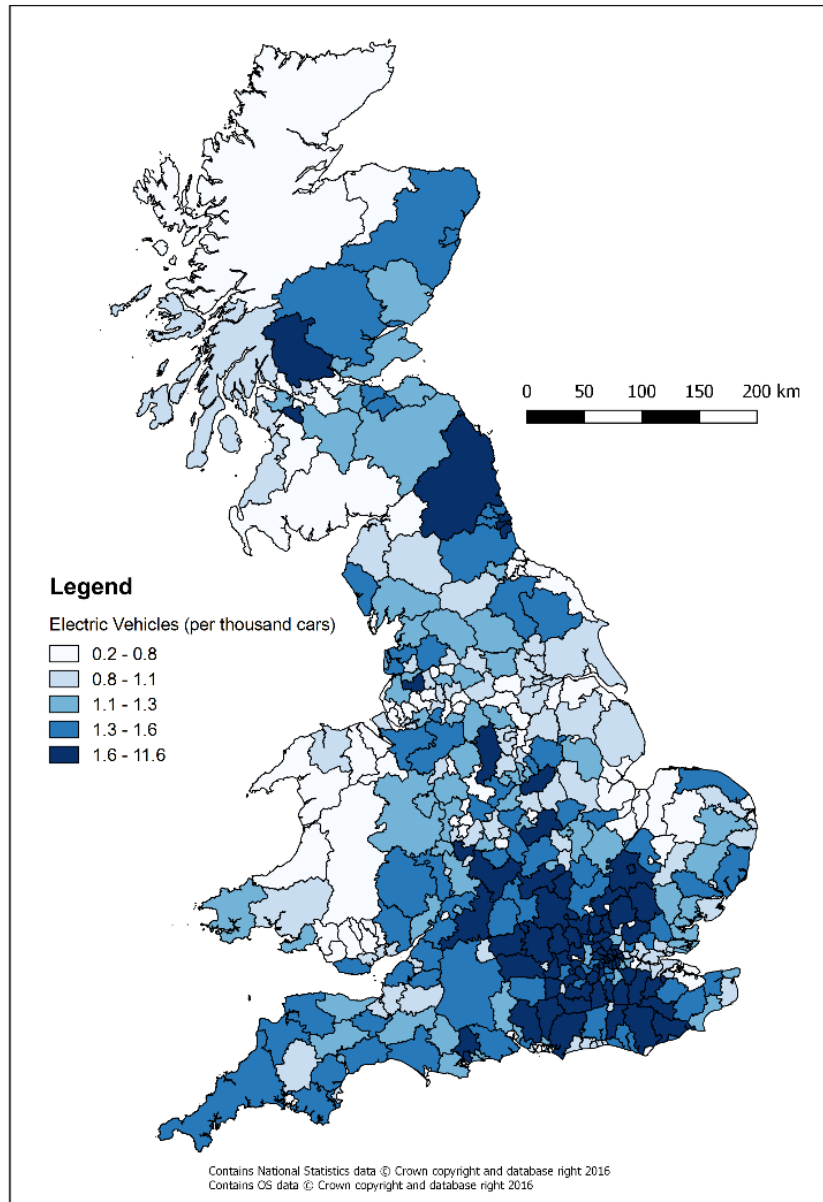 0 50 100 150 200 km
Legend
Electric Vehicles (per thousand cars)
0.2 - 0.8
0.8 - 1.1
1.1 - 1.3
1.3 - 1.6
1.6 - 11.6
Contains National Statistics data © Crown copyright and database right 2016
Contains OS data © Crown copyright and database right 2016